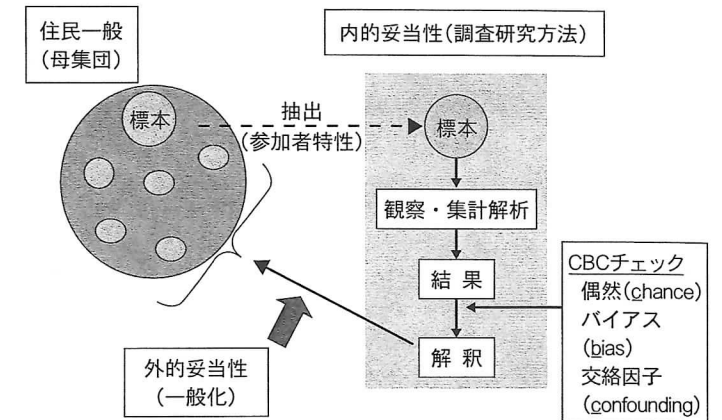 住民一般
(母集団)
内的妥当性(調査研究方法)
標本
抽出
(参加者特性)
標本
観察・集計解析
結 果
解 釈
CBCチェック
偶然(chance)
バイアス
(bias)
交絡因子
(confounding)
外的妥当性
(一般化)